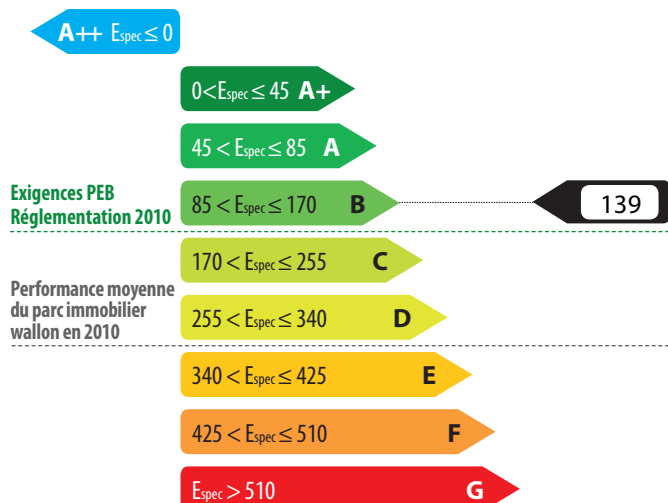 A++ Espec ≤ 0
0<Espec ≤ 45 A+
45 < Espec ≤ 85 A
Exigences PEB
Réglementation 2010
85 < Espec ≤ 170 B
139
170 < Espec ≤ 255 C
Performance moyenne
du parc immobilier
wallon en 2010
255 < Espec ≤ 340 D
340 < Espec ≤ 425 E
425 < Espec ≤ 510 F
Espec > 510 G